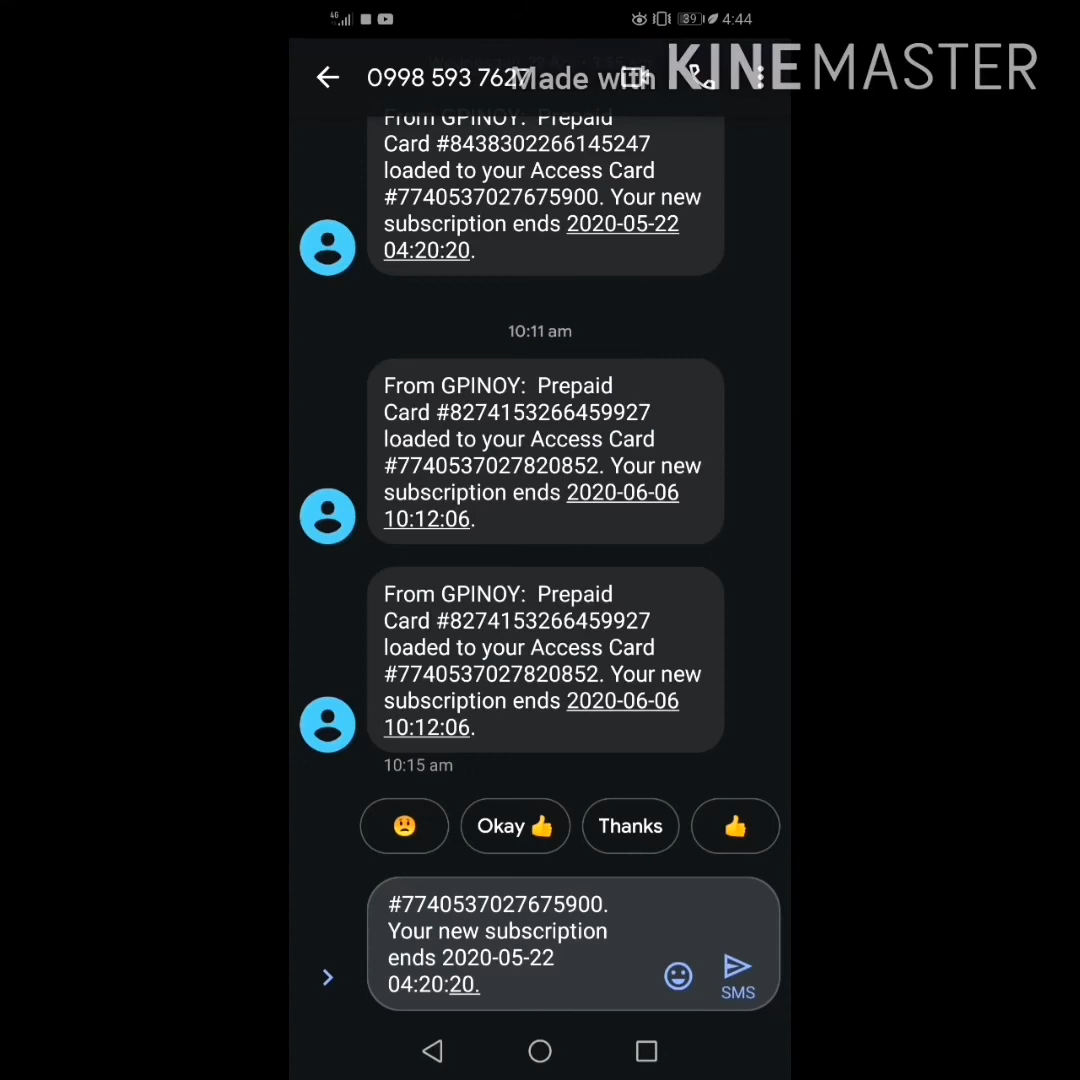 4G 39 4:44
0998 593 7627
Made with KINEMASTER
From GPINOY: Prepaid
Card #8438302266145247
loaded to your Access Card
#7740537027675900. Your new
subscription ends 2020-05-22
04:20:20.
10:11 am
From GPINOY: Prepaid
Card #8274153266459927
loaded to your Access Card
#7740537027820852. Your new
subscription ends 2020-06-06
10:12:06.
From GPINOY: Prepaid
Card #8274153266459927
loaded to your Access Card
#7740537027820852. Your new
subscription ends 2020-06-06
10:12:06.
10:15 am
Okay 👍 Thanks
#7740537027675900.
Your new subscription
ends 2020-05-22
04:20:20.
SMS